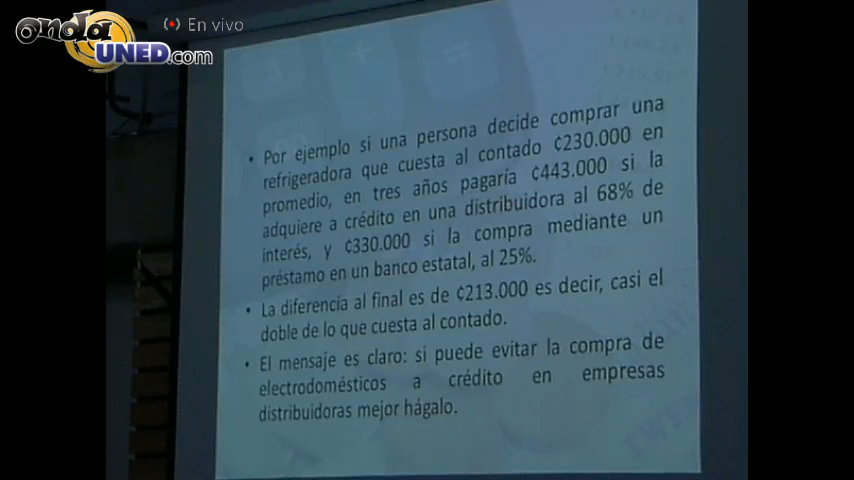 onda
UNED.com
En vivo
• Por ejemplo si una persona decide comprar una
refrigeradora que cuesta al contado ¢230.000 en
promedio, en tres años pagaría ¢443.000 si la
adquiere a crédito en una distribuidora al 68% de
interés, y ¢330.000 si la compra mediante un
préstamo en un banco estatal, al 25%.
• La diferencia al final es de ¢213.000 es decir, casi el
doble de lo que cuesta al contado.
• El mensaje es claro: si puede evitar la compra de
electrodomésticos a crédito en empresas
distribuidoras mejor hágalo.